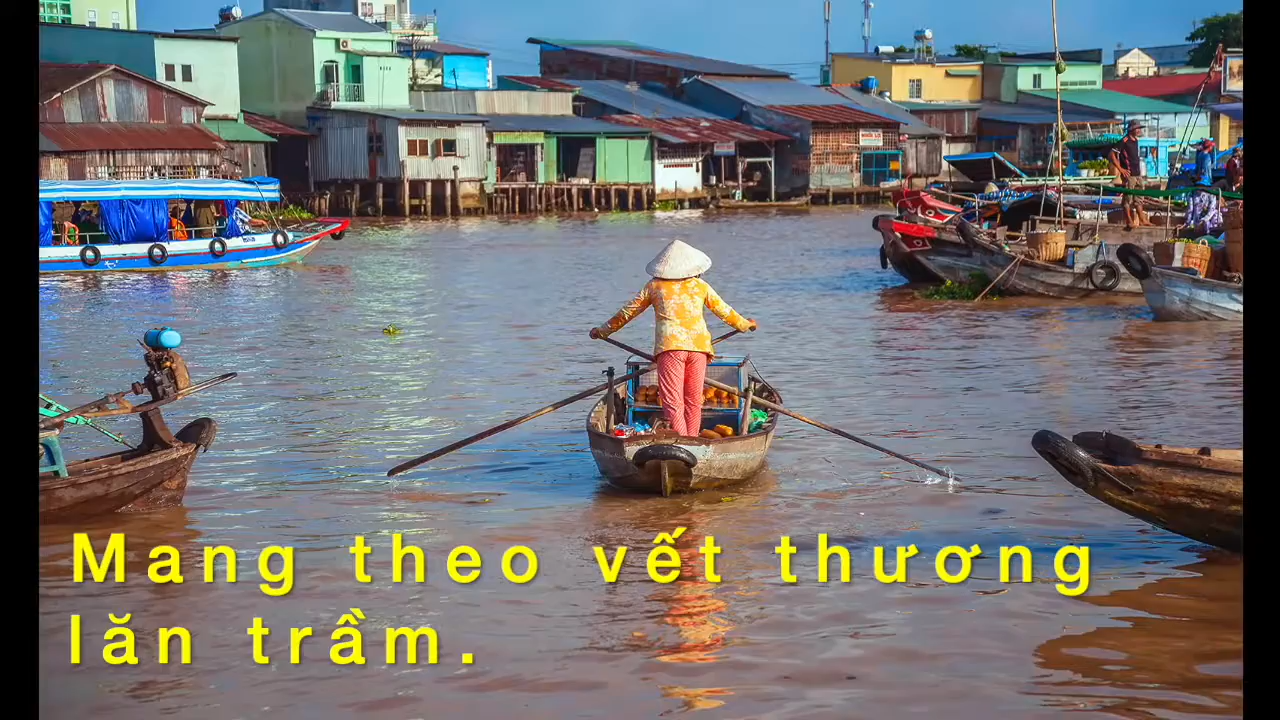 Mang theo vết thương
lăn trầm.